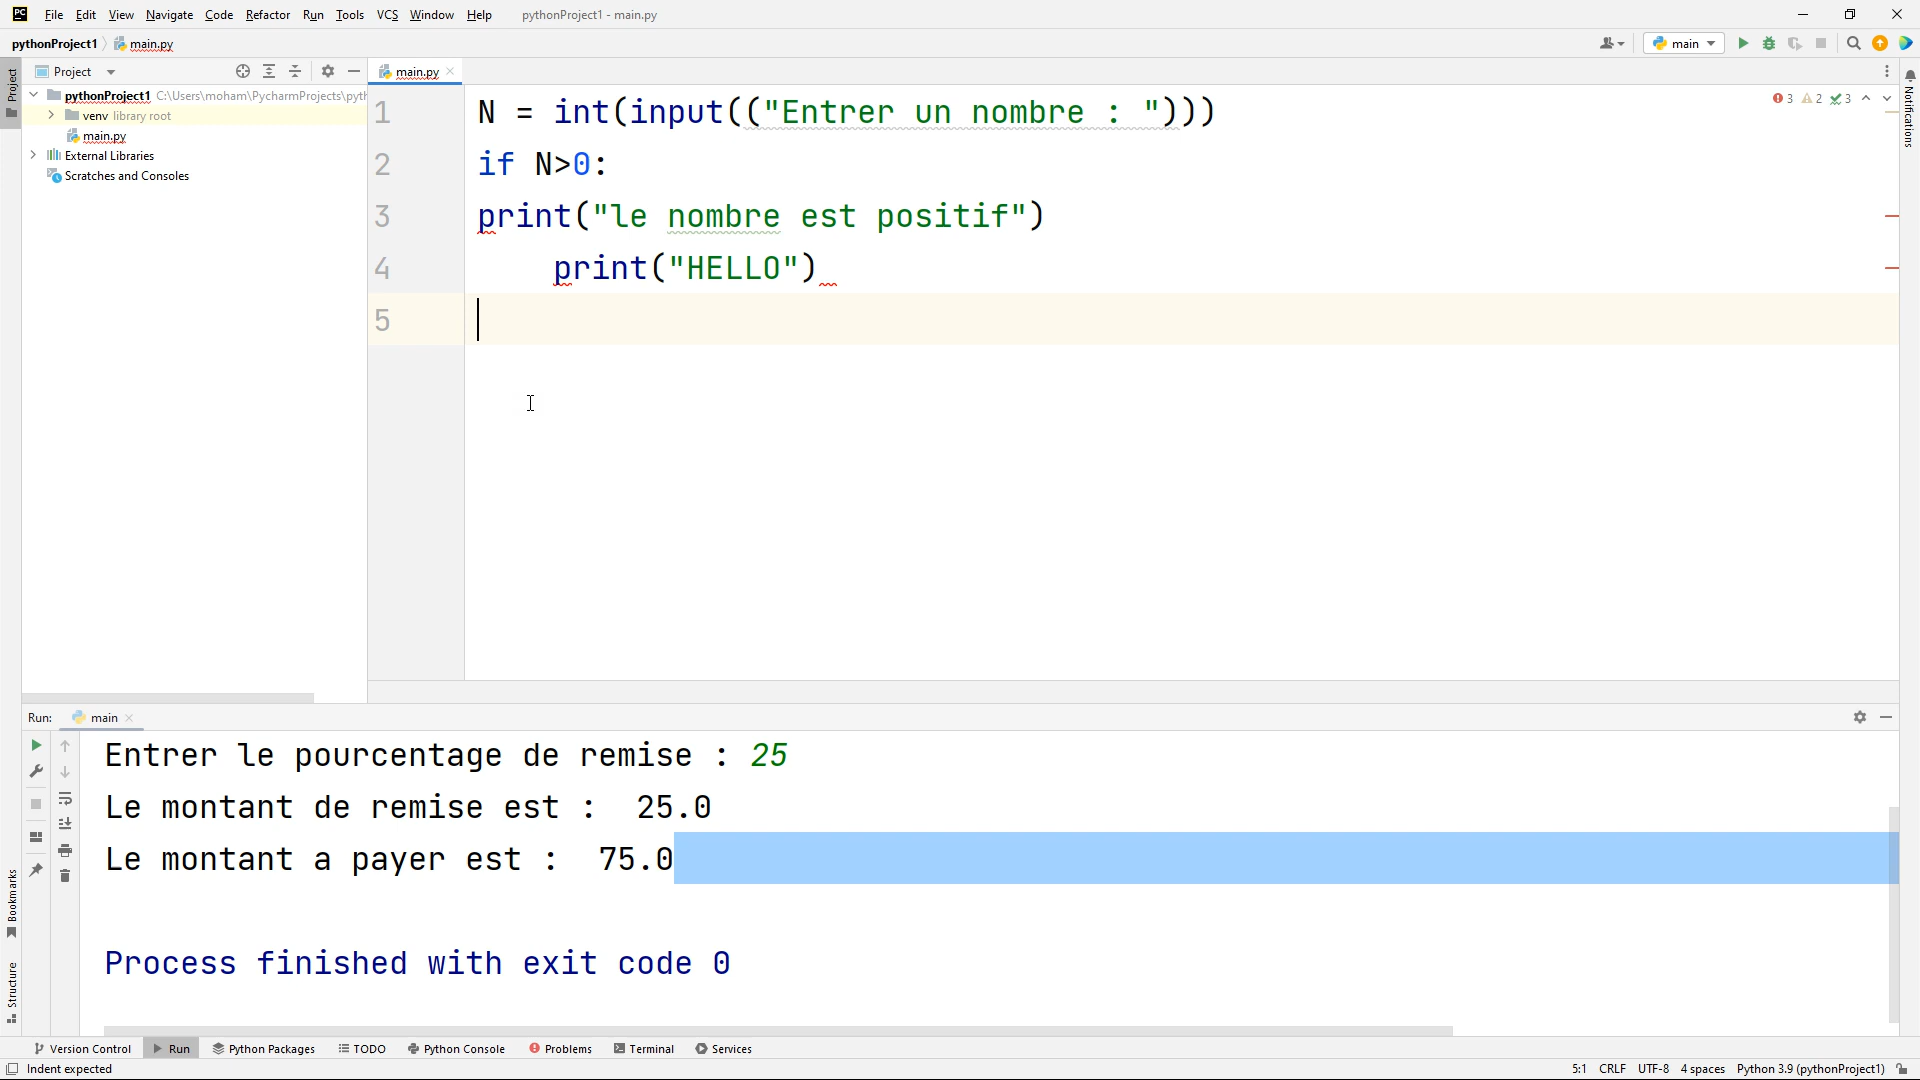 File Edit View Navigate Code Refactor Run Tools VCS Window Help pythonProject1 - main.py
pythonProject1 main.py main
Project main.py
pythonProject1 C:\Users\moham\PycharmProjects\pyth
venv library root
main.py
External Libraries
Scratches and Consoles
3 2 3
1 N = int(input(("Entrer un nombre : ")))
2 if N>0:
3 print("le nombre est positif")
4 print("HELLO")
5
Project
Notifications
Run: main
Entrer le pourcentage de remise : 25
Le montant de remise est :  25.0
Le montant a payer est :  75.0
Process finished with exit code 0
Bookmarks
Structure
Version Control Run Python Packages TODO Python Console Problems Terminal Services
Indent expected 5:1 CRLF UTF-8 4 spaces Python 3.9 (pythonProject1)